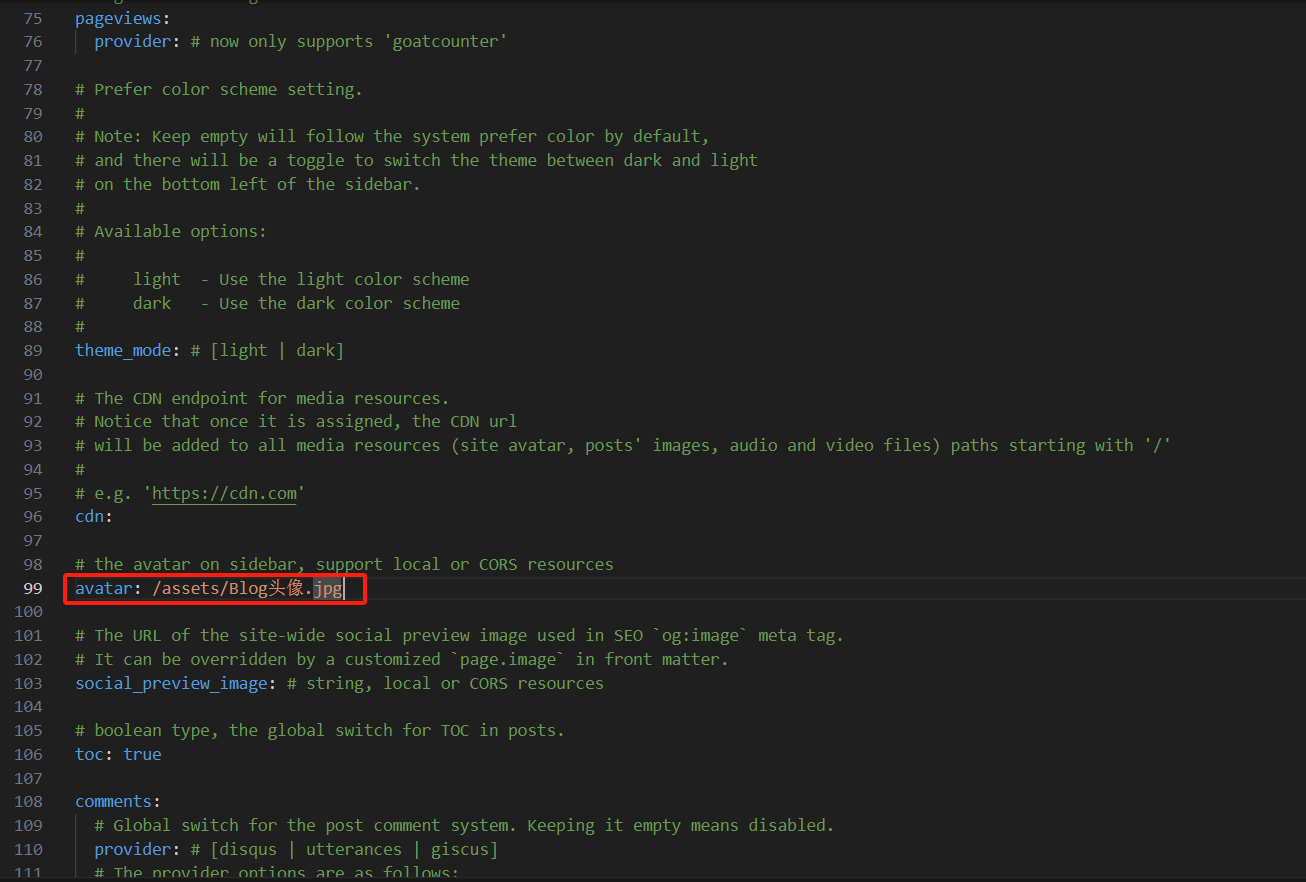 75 pageviews:
76 provider: # now only supports 'goatcounter'
77
78 # Prefer color scheme setting.
79 #
80 # Note: Keep empty will follow the system prefer color by default,
81 # and there will be a toggle to switch the theme between dark and light
82 # on the bottom left of the sidebar.
83 #
84 # Available options:
85 #
86 #     light  - Use the light color scheme
87 #     dark   - Use the dark color scheme
88 #
89 theme_mode: # [light | dark]
90
91 # The CDN endpoint for media resources.
92 # Notice that once it is assigned, the CDN url
93 # will be added to all media resources (site avatar, posts' images, audio and video files) paths starting with '/'
94 #
95 # e.g. 'https://cdn.com'
96 cdn:
97
98 # the avatar on sidebar, support local or CORS resources
99 avatar: /assets/Blog头像.jpg
100
101 # The URL of the site-wide social preview image used in SEO `og:image` meta tag.
102 # It can be overridden by a customized `page.image` in front matter.
103 social_preview_image: # string, local or CORS resources
104
105 # boolean type, the global switch for TOC in posts.
106 toc: true
107
108 comments:
109 # Global switch for the post comment system. Keeping it empty means disabled.
110 provider: # [disqus | utterances | giscus]
111 # The provider options are as follows: